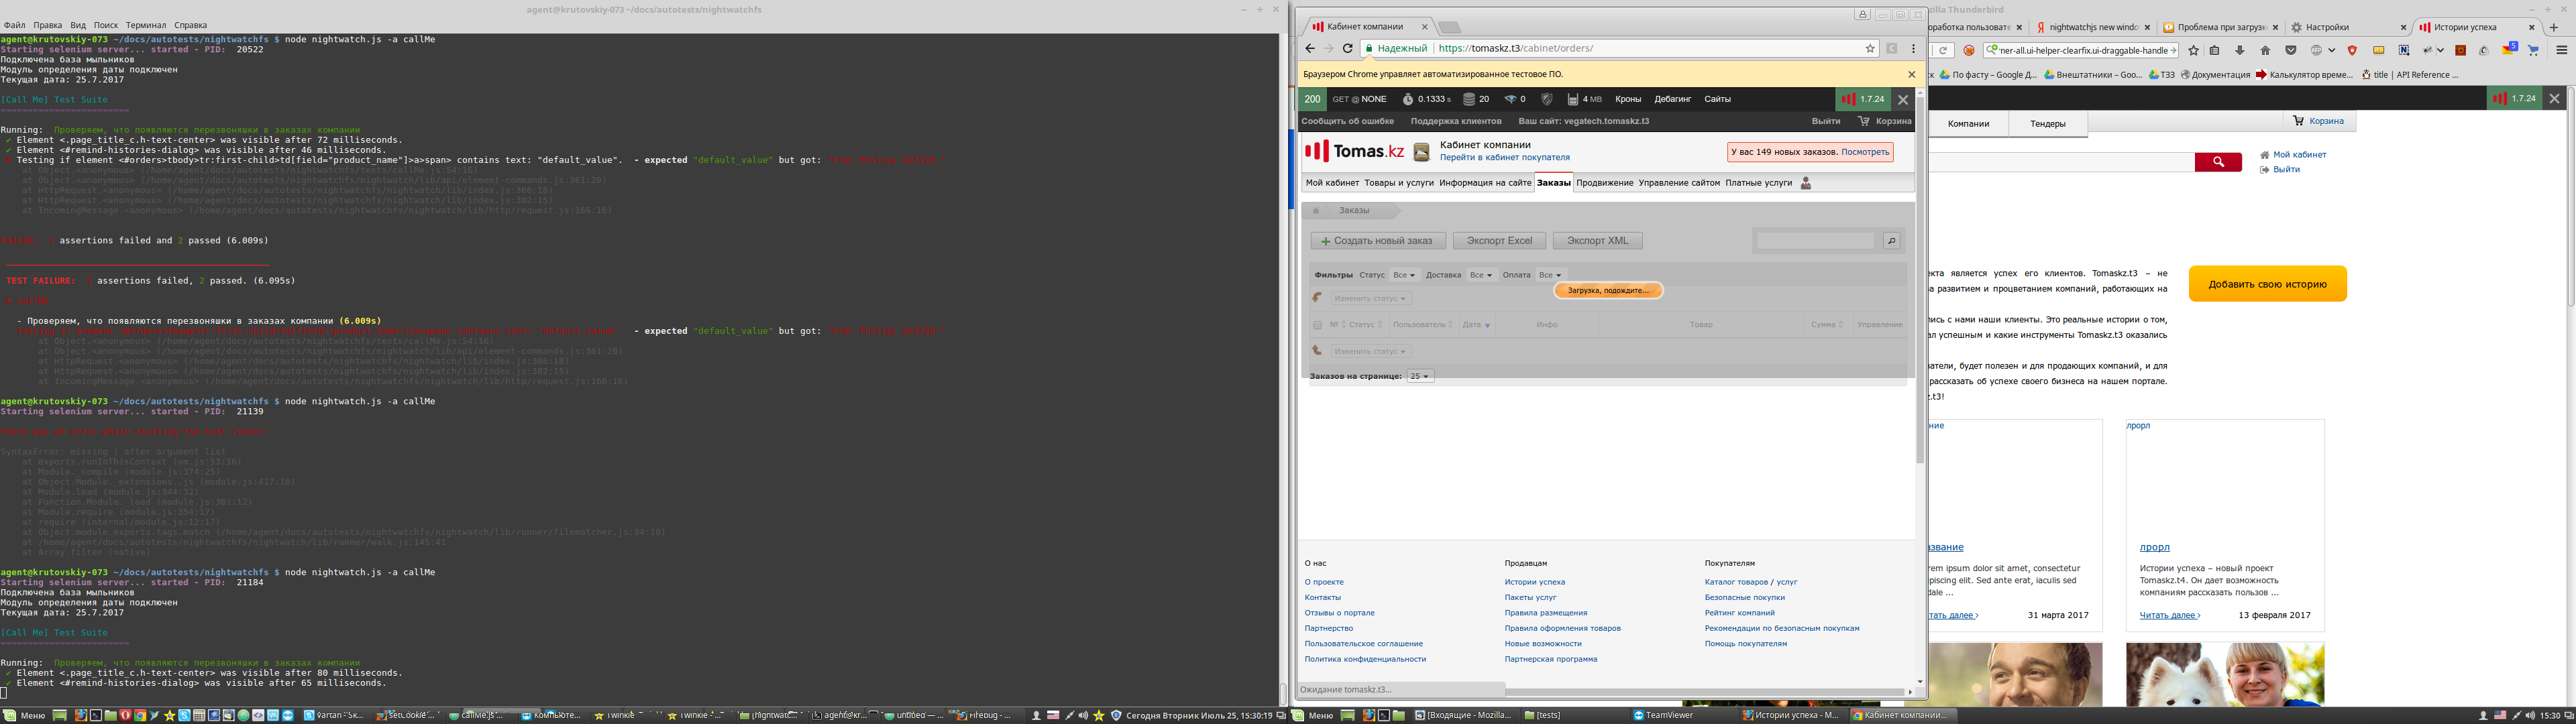 agent@krutovskiy-073 ~/docs/autotests/nightwatchfs
Файл Правка Вид Поиск Терминал Справка
agent@krutovskiy-073 ~/docs/autotests/nightwatchfs $ node nightwatch.js -a callMe
Starting selenium server... started - PID: 20522
Подключена база мыльников
Модуль определения даты подключен
Текущая дата: 25.7.2017
[Call Me] Test Suite
Running: Проверяем, что появляются перезвоняшки в заказах компании
✔ Element <.page_title_c.h-text-center> was visible after 72 milliseconds.
✔ Element <#remind-histories-dialog> was visible after 46 milliseconds.
Testing if element <#orders>tbody>tr:first-child>td[field="product_name"]>a>span> contains text: "default_value". - expected "default_value" but got:
at Object.<anonymous> (/home/agent/docs/autotests/nightwatchfs/tests/callMe.js:54:16)
at Object.<anonymous> (/home/agent/docs/autotests/nightwatchfs/nightwatch/lib/api/element-commands.js:361:20)
at HttpRequest.<anonymous> (/home/agent/docs/autotests/nightwatchfs/nightwatch/lib/index.js:366:18)
at HttpRequest.<anonymous> (/home/agent/docs/autotests/nightwatchfs/nightwatch/lib/index.js:382:15)
at IncomingMessage.<anonymous> (/home/agent/docs/autotests/nightwatchfs/nightwatch/lib/http/request.js:166:16)
FAILED: 1 assertions failed and 2 passed (6.009s)
TEST FAILURE: 1 assertions failed, 2 passed. (6.095s)
✖ callMe
- Проверяем, что появляются перезвоняшки в заказах компании (6.009s)
Testing if element <#orders>tbody>tr:first-child>td[field="product_name"]>a>span> contains text: "default_value". - expected "default_value" but got:
at Object.<anonymous> (/home/agent/docs/autotests/nightwatchfs/tests/callMe.js:54:16)
at Object.<anonymous> (/home/agent/docs/autotests/nightwatchfs/nightwatch/lib/api/element-commands.js:361:20)
at HttpRequest.<anonymous> (/home/agent/docs/autotests/nightwatchfs/nightwatch/lib/index.js:366:18)
at HttpRequest.<anonymous> (/home/agent/docs/autotests/nightwatchfs/nightwatch/lib/index.js:382:15)
at IncomingMessage.<anonymous> (/home/agent/docs/autotests/nightwatchfs/nightwatch/lib/http/request.js:166:16)
agent@krutovskiy-073 ~/docs/autotests/nightwatchfs $ node nightwatch.js -a callMe
Starting selenium server... started - PID: 21139
There was an error while starting the test runner:
SyntaxError: missing ) after argument list
at exports.runInThisContext (vm.js:53:16)
at Module._compile (module.js:374:25)
at Object.Module._extensions..js (module.js:417:10)
at Module.load (module.js:344:32)
at Function.Module._load (module.js:301:12)
at Module.require (module.js:354:17)
at require (internal/module.js:12:17)
at Object.module.exports.tags.match (/home/agent/docs/autotests/nightwatchfs/nightwatch/lib/runner/filematcher.js:34:18)
at /home/agent/docs/autotests/nightwatchfs/nightwatch/lib/runner/walk.js:145:41
at Array.filter (native)
agent@krutovskiy-073 ~/docs/autotests/nightwatchfs $ node nightwatch.js -a callMe
Starting selenium server... started - PID: 21184
Подключена база мыльников
Модуль определения даты подключен
Текущая дата: 25.7.2017
[Call Me] Test Suite
Running: Проверяем, что появляются перезвоняшки в заказах компании
✔ Element <.page_title_c.h-text-center> was visible after 80 milliseconds.
✔ Element <#remind-histories-dialog> was visible after 65 milliseconds.
Кабинет компании
Надежный https://tomaskz.t3/cabinet/orders/
Браузером Chrome управляет автоматизированное тестовое ПО.
200 GET @ NONE 0.1333 s 20 0 4 MB Кроны Дебагинг Сайты 1.7.24
Сообщить об ошибке Поддержка клиентов Ваш сайт: vegatech.tomaskz.t3 Выйти Корзина
Tomas.kz
Кабинет компании
Перейти в кабинет покупателя
У вас 149 новых заказов. Посмотреть
Мой кабинет Товары и услуги Информация на сайте Заказы Продвижение Управление сайтом Платные услуги
Заказы
Создать новый заказ Экспорт Excel Экспорт XML
Фильтры Статус Все Доставка Все Оплата Все
Загрузка, подождите...
Изменить статус
№ Статус Пользователь Дата Инфо Товар Сумма Управление
Изменить статус
Заказов на странице: 25
О нас
О проекте
Контакты
Отзывы о портале
Партнерство
Пользовательское соглашение
Политика конфиденциальности
Продавцам
Истории успеха
Пакеты услуг
Правила размещения
Правила оформления товаров
Новые возможности
Партнерская программа
Покупателям
Каталог товаров / услуг
Безопасные покупки
Рейтинг компаний
Рекомендации по безопасным покупкам
Помощь покупателям
Ожидание tomaskz.t3...
zilla Thunderbird
оработка пользовате nightwatchjs new windo Проблема при загрузк Настройки Истории успеха
ner-all.ui-helper-clearfix.ui-draggable-handle
По фасту – Google Д... Внештатники – Goo... ТЗЗ Документация Калькулятор време... title | API Reference ...
1.7.24
Компании Тендеры Корзина
Мой кабинет
Выйти
екта является успех его клиентов. Tomaskz.t3 – не
за развитием и процветанием компаний, работающих на
Добавить свою историю
лись с нами наши клиенты. Это реальные истории о том,
ал успешным и какие инструменты Tomaskz.t3 оказались
ватели, будет полезен и для продающих компаний, и для
рассказать об успехе своего бизнеса на нашем портале.
z.t3!
ние
азвание
rem ipsum dolor sit amet, consectetur
ipiscing elit. Sed ante erat, iaculis sed
dale ...
тать далее 31 марта 2017
лрорл
лрорл
Истории успеха – новый проект
Tomaskz.t4. Он дает возможность
компаниям рассказать пользов ...
Читать далее 13 февраля 2017
Меню
callMe.js ... Компьюте... Twinkle Twinkle - ... [nightwatc... agent@kr... untitled — ... Firebug - ...
Сегодня Вторник Июль 25, 15:30:19
Меню [Входящие - Mozilla... [tests] TeamViewer Истории успеха - M... Кабинет компании... 15:30